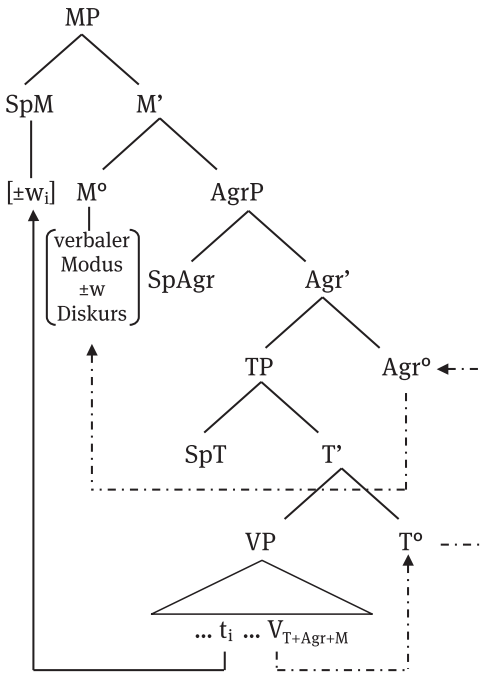 MP
SpM M’
[±wᵢ] Mº AgrP
verbaler
Modus
±w
Diskurs
SpAgr Agr’
TP Agrº
SpT T’
VP Tº
... tᵢ ... V_T+Agr+M